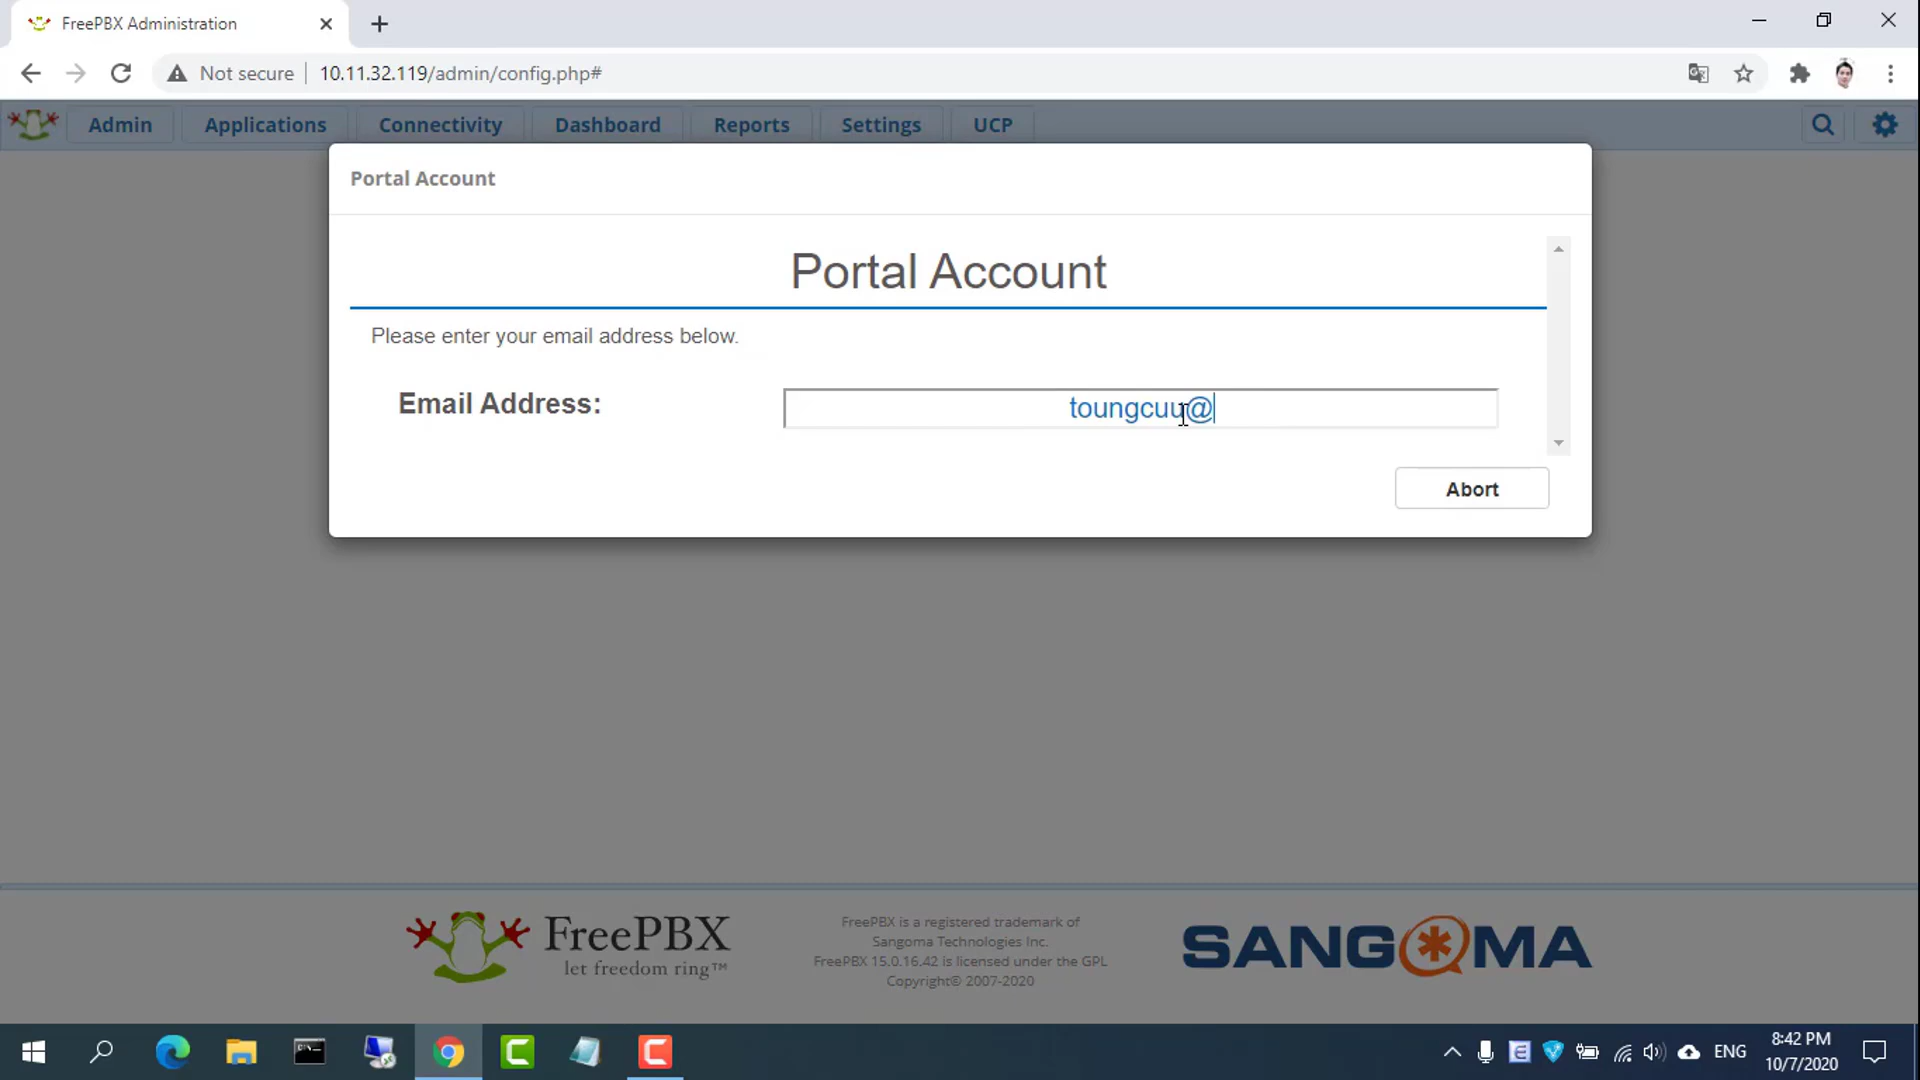 FreePBX Administration
Not secure
10.11.32.119/admin/config.php#
Admin
Applications
Connectivity
Dashboard
Reports
Settings
UCP
Portal Account
Portal Account
Please enter your email address below.
Email Address:
toungcuu@
Abort
FreePBX
let freedom ring™
FreePBX is a registered trademark of
Sangoma Technologies Inc.
FreePBX 15.0.16.42 is licensed under the GPL
Copyright© 2007-2020
SANGOMA
ENG
8:42 PM
10/7/2020